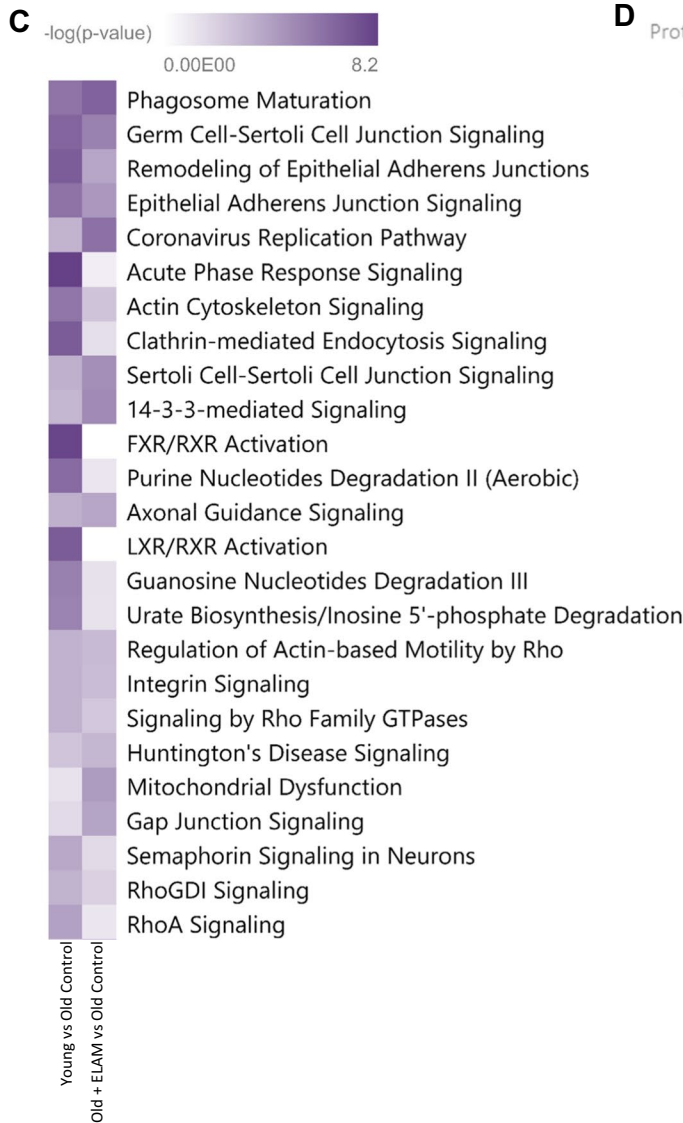 C
D
-log(p-value)
Prot
0.00E00 8.2
Phagosome Maturation
Germ Cell-Sertoli Cell Junction Signaling
Remodeling of Epithelial Adherens Junctions
Epithelial Adherens Junction Signaling
Coronavirus Replication Pathway
Acute Phase Response Signaling
Actin Cytoskeleton Signaling
Clathrin-mediated Endocytosis Signaling
Sertoli Cell-Sertoli Cell Junction Signaling
14-3-3-mediated Signaling
FXR/RXR Activation
Purine Nucleotides Degradation II (Aerobic)
Axonal Guidance Signaling
LXR/RXR Activation
Guanosine Nucleotides Degradation III
Urate Biosynthesis/Inosine 5'-phosphate Degradation
Regulation of Actin-based Motility by Rho
Integrin Signaling
Signaling by Rho Family GTPases
Huntington's Disease Signaling
Mitochondrial Dysfunction
Gap Junction Signaling
Semaphorin Signaling in Neurons
RhoGDI Signaling
RhoA Signaling
Young vs Old Control
Old + ELAM vs Old Control